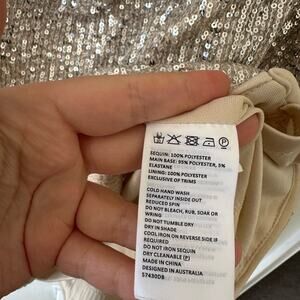 SEQUIN: 100% POLYESTER
MAIN BASE: 95% POLYESTER, 5%
ELASTANE
LINING: 100% POLYESTER
EXCLUSIVE OF TRIMS
COLD HAND WASH
SEPARATELY INSIDE OUT
REDUCED SPIN
DO NOT BLEACH, RUB, SOAK OR
WRING
DO NOT TUMBLE DRY
DRY IN SHADE
COOL IRON ON REVERSE SIDE IF
REQUIRED
DO NOT IRON SEQUIN
DRY CLEANABLE Ⓟ
MADE IN CHINA
DESIGNED IN AUSTRALIA
57430DB